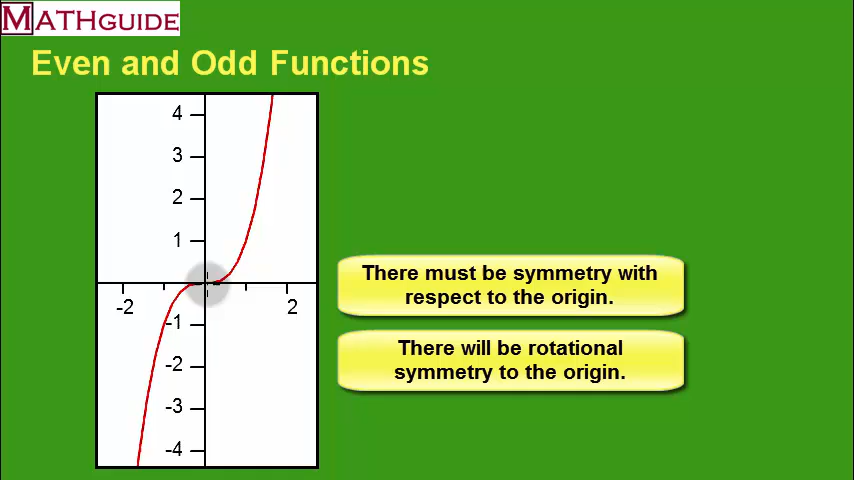 MATHGUIDE
Even and Odd Functions
4
3
2
1
-2
2
-1
-2
-3
-4
There must be symmetry with
respect to the origin.
There will be rotational
symmetry to the origin.